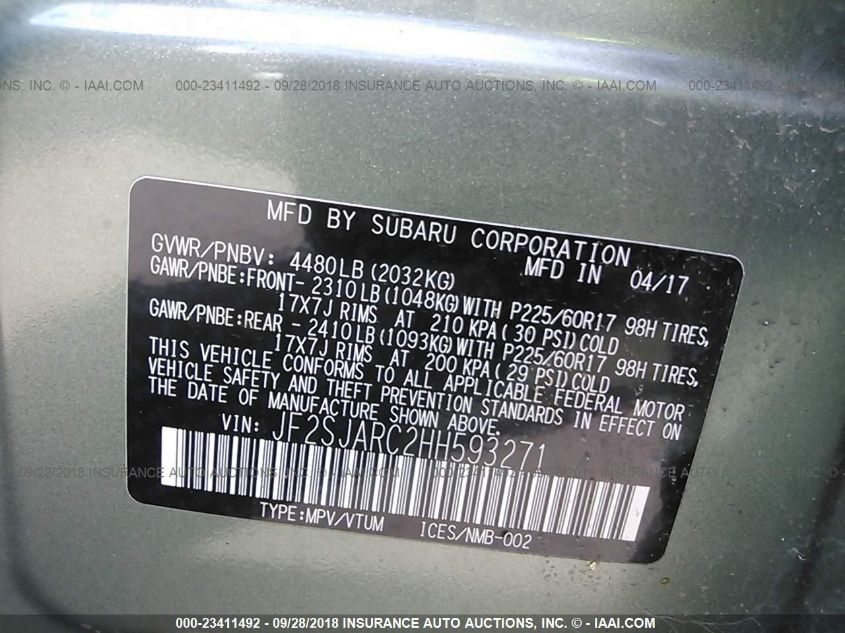 INC. © - IAAI.COM 000-23411492 - 09/28/2018 INSURANCE AUTO AUCTIONS, INC. © - IAAI.COM 000-23411492 - 09/28/2018
MFD BY SUBARU CORPORATION
GVWR/PNBV: 4480LB(2032KG) MFD IN 04/17
GAWR/PNBE:FRONT- 2310LB(1048KG)WITH P225/60R17 98H TIRES,
17X7J RIMS AT 210 KPA( 30 PSI)COLD
GAWR/PNBE:REAR - 2410LB(1093KG)WITH P225/60R17 98H TIRES,
17X7J RIMS AT 200 KPA( 29 PSI)COLD
THIS VEHICLE CONFORMS TO ALL APPLICABLE FEDERAL MOTOR
VEHICLE SAFETY AND THEFT PREVENTION STANDARDS IN EFFECT ON
THE DATE OF MANUFACTURE SHOWN ABOVE.
VIN: JF2SJARC2HH593271
TYPE:MPV/VTUM ICES/NMB-002
000-23411492 - 09/28/2018 INSURANCE AUTO AUCTIONS, INC. © - IAAI.COM